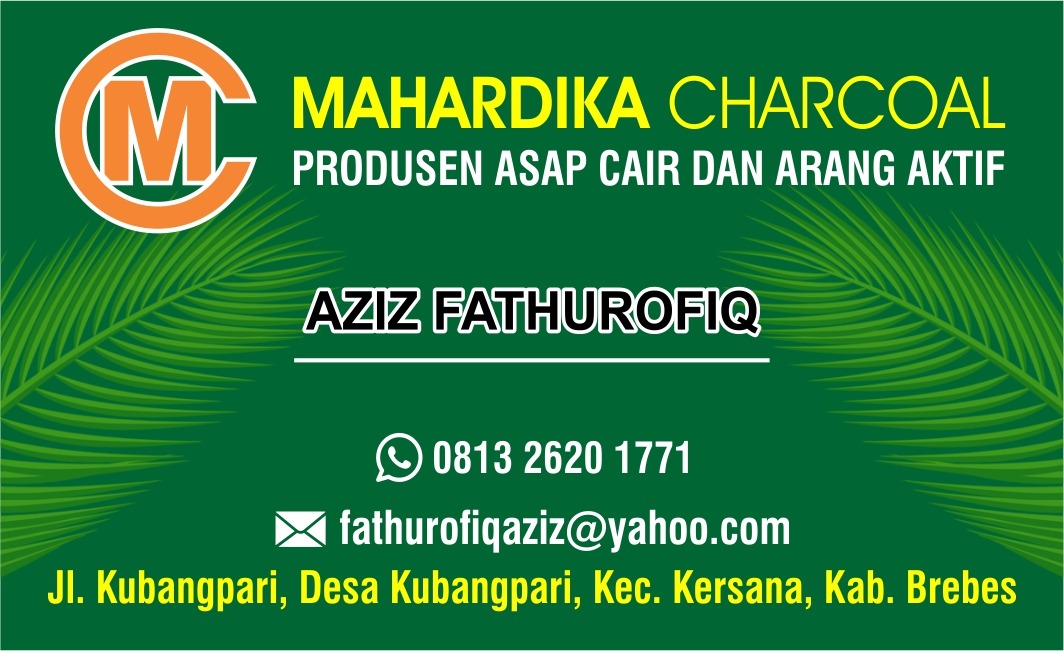 MC
MAHARDIKA CHARCOAL
PRODUSEN ASAP CAIR DAN ARANG AKTIF
AZIZ FATHUROFIQ
0813 2620 1771
fathurofiqaziz@yahoo.com
Jl. Kubangpari, Desa Kubangpari, Kec. Kersana, Kab. Brebes